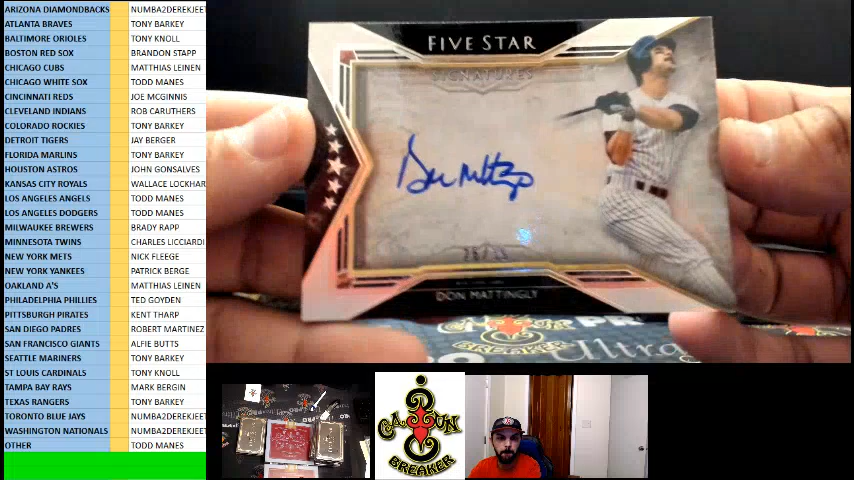 ARIZONA DIAMONDBACKS NUMBA2DEREKJEET
ATLANTA BRAVES TONY BARKEY
BALTIMORE ORIOLES TONY KNOLL
BOSTON RED SOX BRANDON STAPP
CHICAGO CUBS MATTHIAS LEINEN
CHICAGO WHITE SOX TODD MANES
CINCINNATI REDS JOE MCGINNIS
CLEVELAND INDIANS ROB CARUTHERS
COLORADO ROCKIES TONY BARKEY
DETROIT TIGERS JAY BERGER
FLORIDA MARLINS TONY BARKEY
HOUSTON ASTROS JOHN GONSALVES
KANSAS CITY ROYALS WALLACE LOCKHAR
LOS ANGELES ANGELS TODD MANES
LOS ANGELES DODGERS TODD MANES
MILWAUKEE BREWERS BRADY RAPP
MINNESOTA TWINS CHARLES LICCIARDI
NEW YORK METS NICK FLEEGE
NEW YORK YANKEES PATRICK BERGE
OAKLAND A'S MATTHIAS LEINEN
PHILADELPHIA PHILLIES TED GOYDEN
PITTSBURGH PIRATES KENT THARP
SAN DIEGO PADRES ROBERT MARTINEZ
SAN FRANCISCO GIANTS ALFIE BUTTS
SEATTLE MARINERS TONY BARKEY
ST LOUIS CARDINALS TONY KNOLL
TAMPA BAY RAYS MARK BERGIN
TEXAS RANGERS TONY BARKEY
TORONTO BLUE JAYS NUMBA2DEREKJEET
WASHINGTON NATIONALS NUMBA2DEREKJEET
OTHER TODD MANES
FIVE STAR
SIGNATURES
Don Mattingly
DON MATTINGLY
BREAKER
Ultra
CAJUN
BREAKER